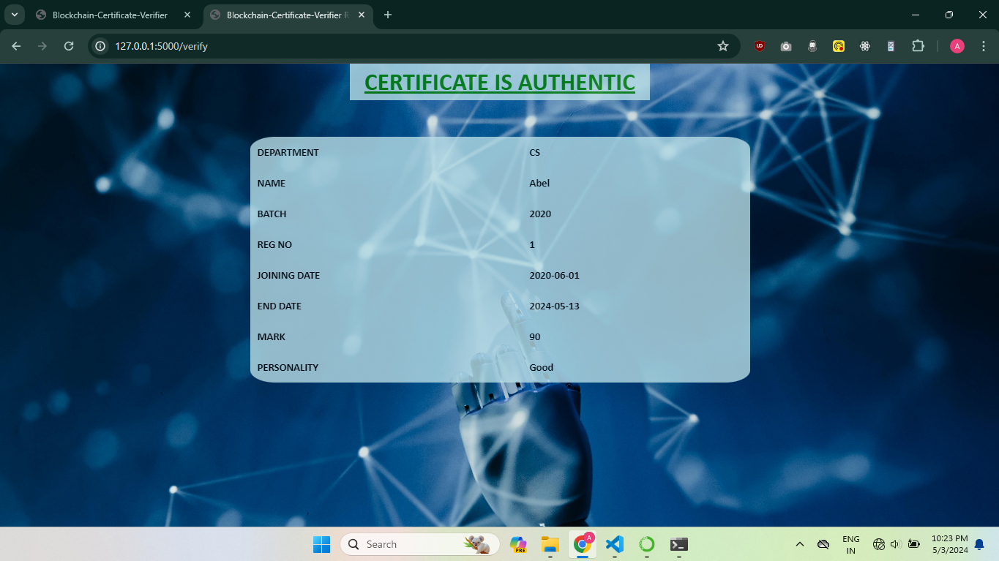 Blockchain-Certificate-Verifier
Blockchain-Certificate-Verifier R
127.0.0.1:5000/verify
UD
A
CERTIFICATE IS AUTHENTIC
DEPARTMENT CS
NAME Abel
BATCH 2020
REG NO 1
JOINING DATE 2020-06-01
END DATE 2024-05-13
MARK 90
PERSONALITY Good
Search
PRE
A
ENG
IN
10:23 PM
5/3/2024